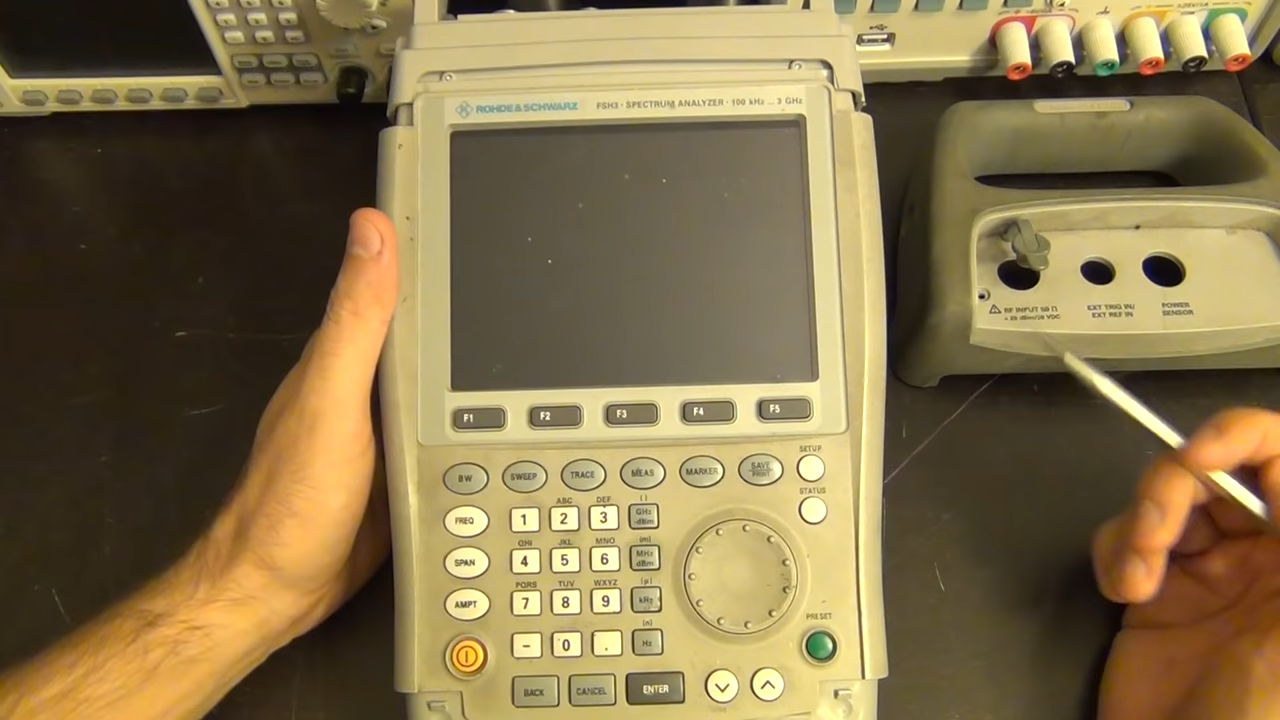 ROHDE&SCHWARZ FSH3 · SPECTRUM ANALYZER · 100 kHz ... 3 GHz
F1 F2 F3 F4 F5
SETUP
BW SWEEP TRACE MEAS MARKER SAVE PRINT
STATUS
ABC DEF ( )
FREQ 1 2 3 GHz -dBm
GHI JKL MNO (m)
SPAN 4 5 6 MHz dBm
PQRS TUV WXYZ (µ)
AMPT 7 8 9 kHz
(n)
PRESET
- 0 . Hz
BACK CANCEL ENTER
RF INPUT 50 Ω
EXT TRIG IN/
EXT REF IN
POWER
SENSOR